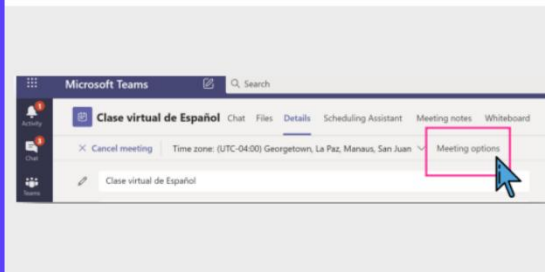 Microsoft Teams Search
Activity
Clase virtual de Español Chat Files Details Scheduling Assistant Meeting notes Whiteboard
Chat
Cancel meeting Time zone: (UTC-04:00) Georgetown, La Paz, Manaus, San Juan Meeting options
Teams
Clase virtual de Español